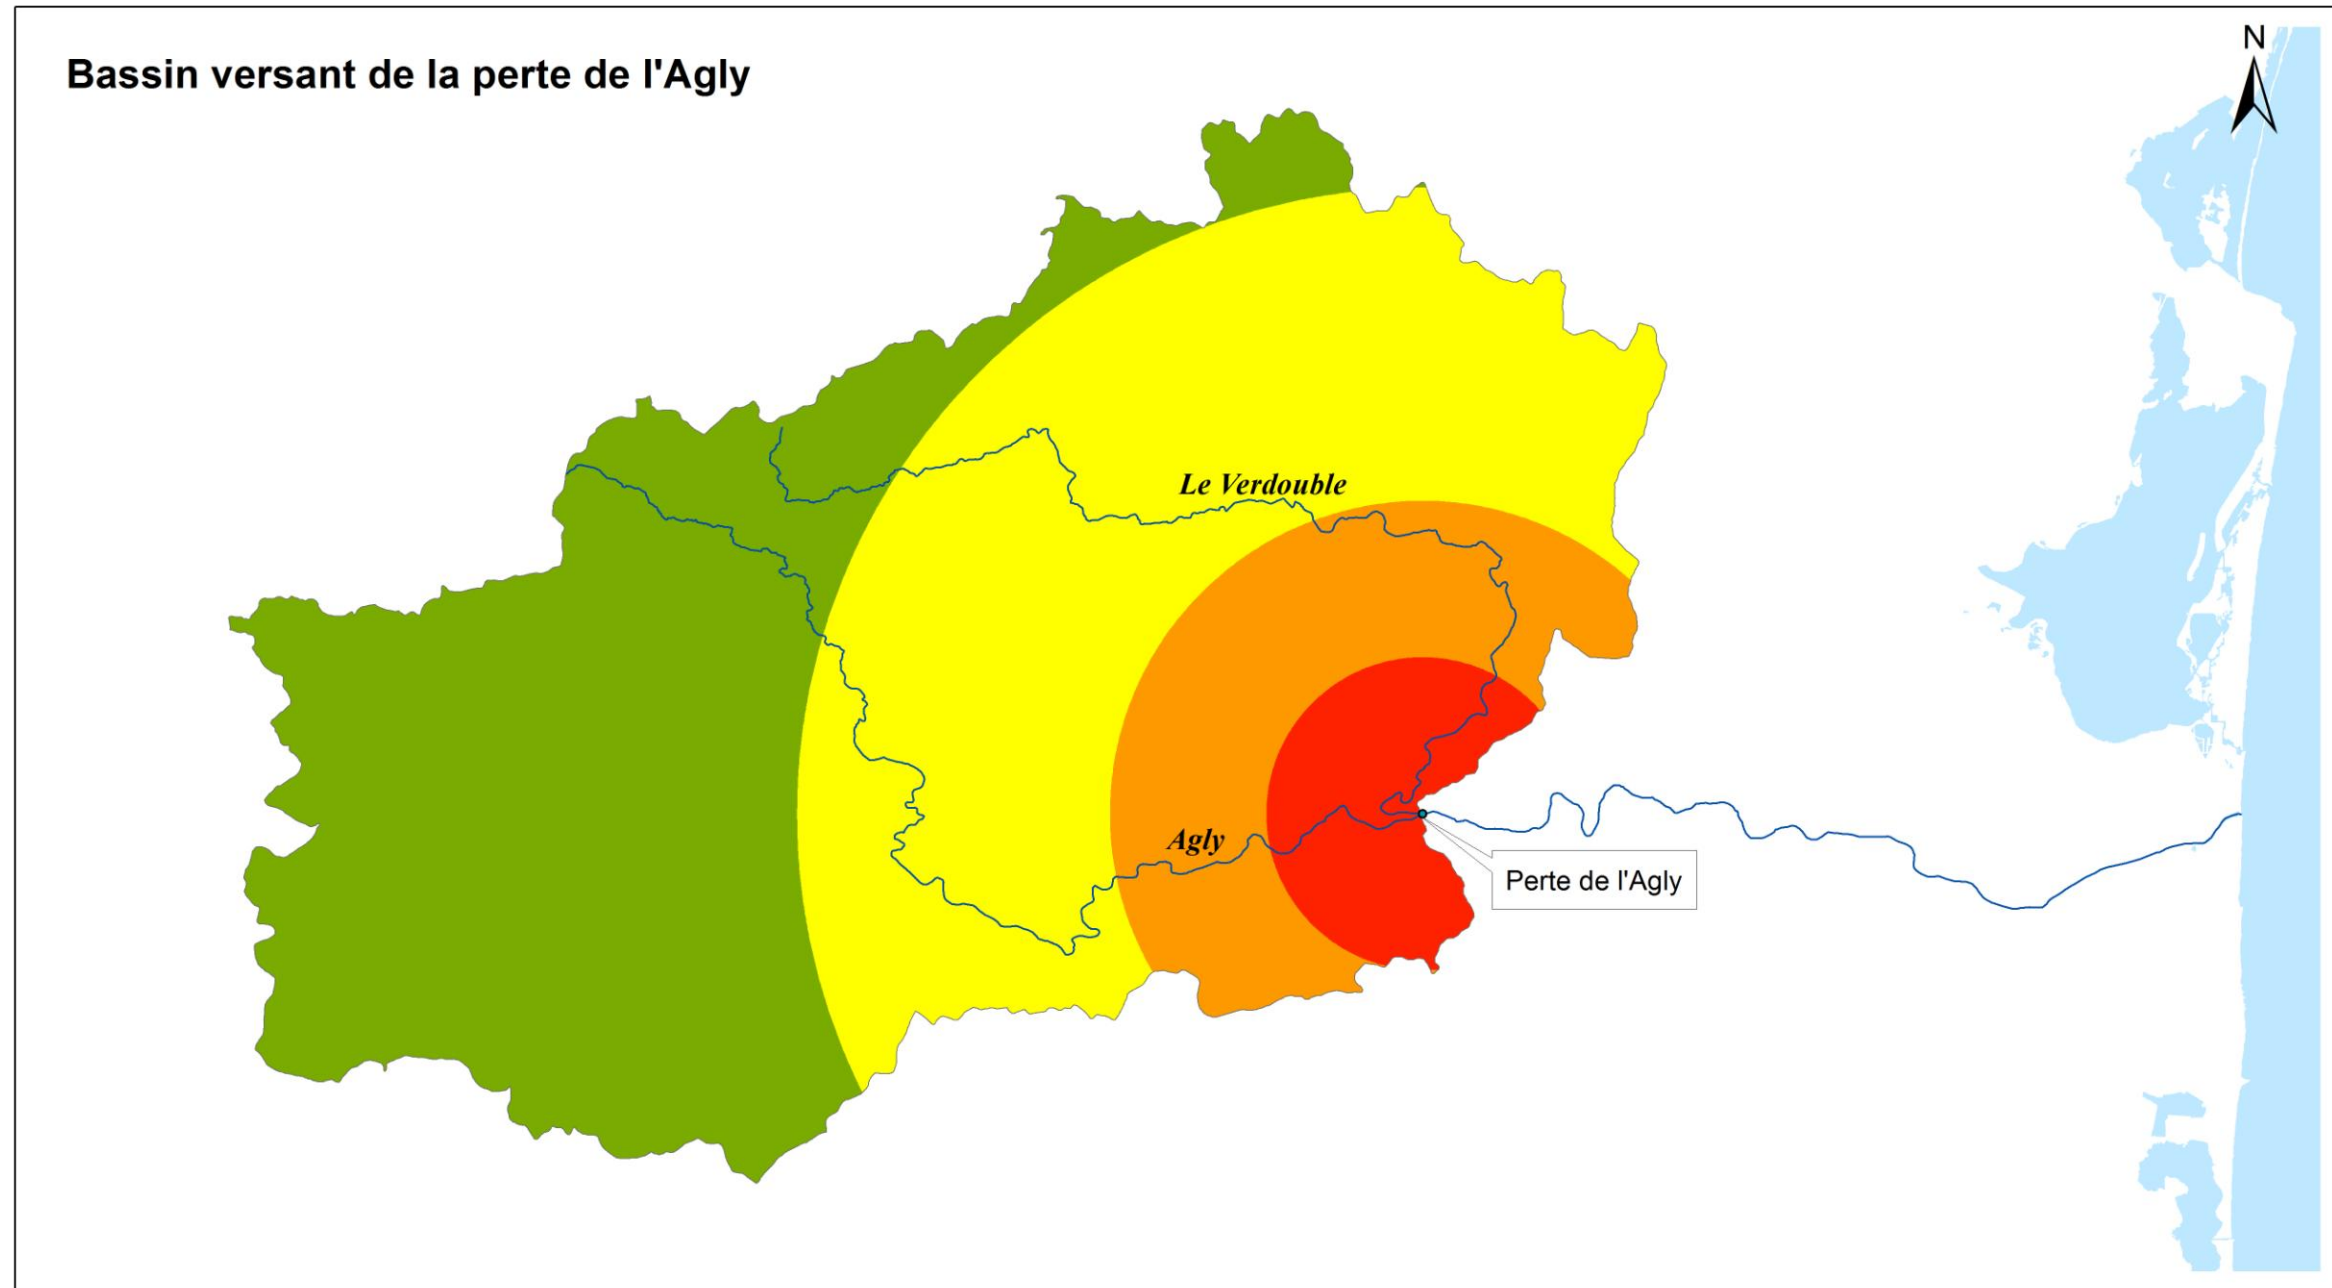 Bassin versant de la perte de l'Agly
N
Le Verdouble
Agly
Perte de l'Agly